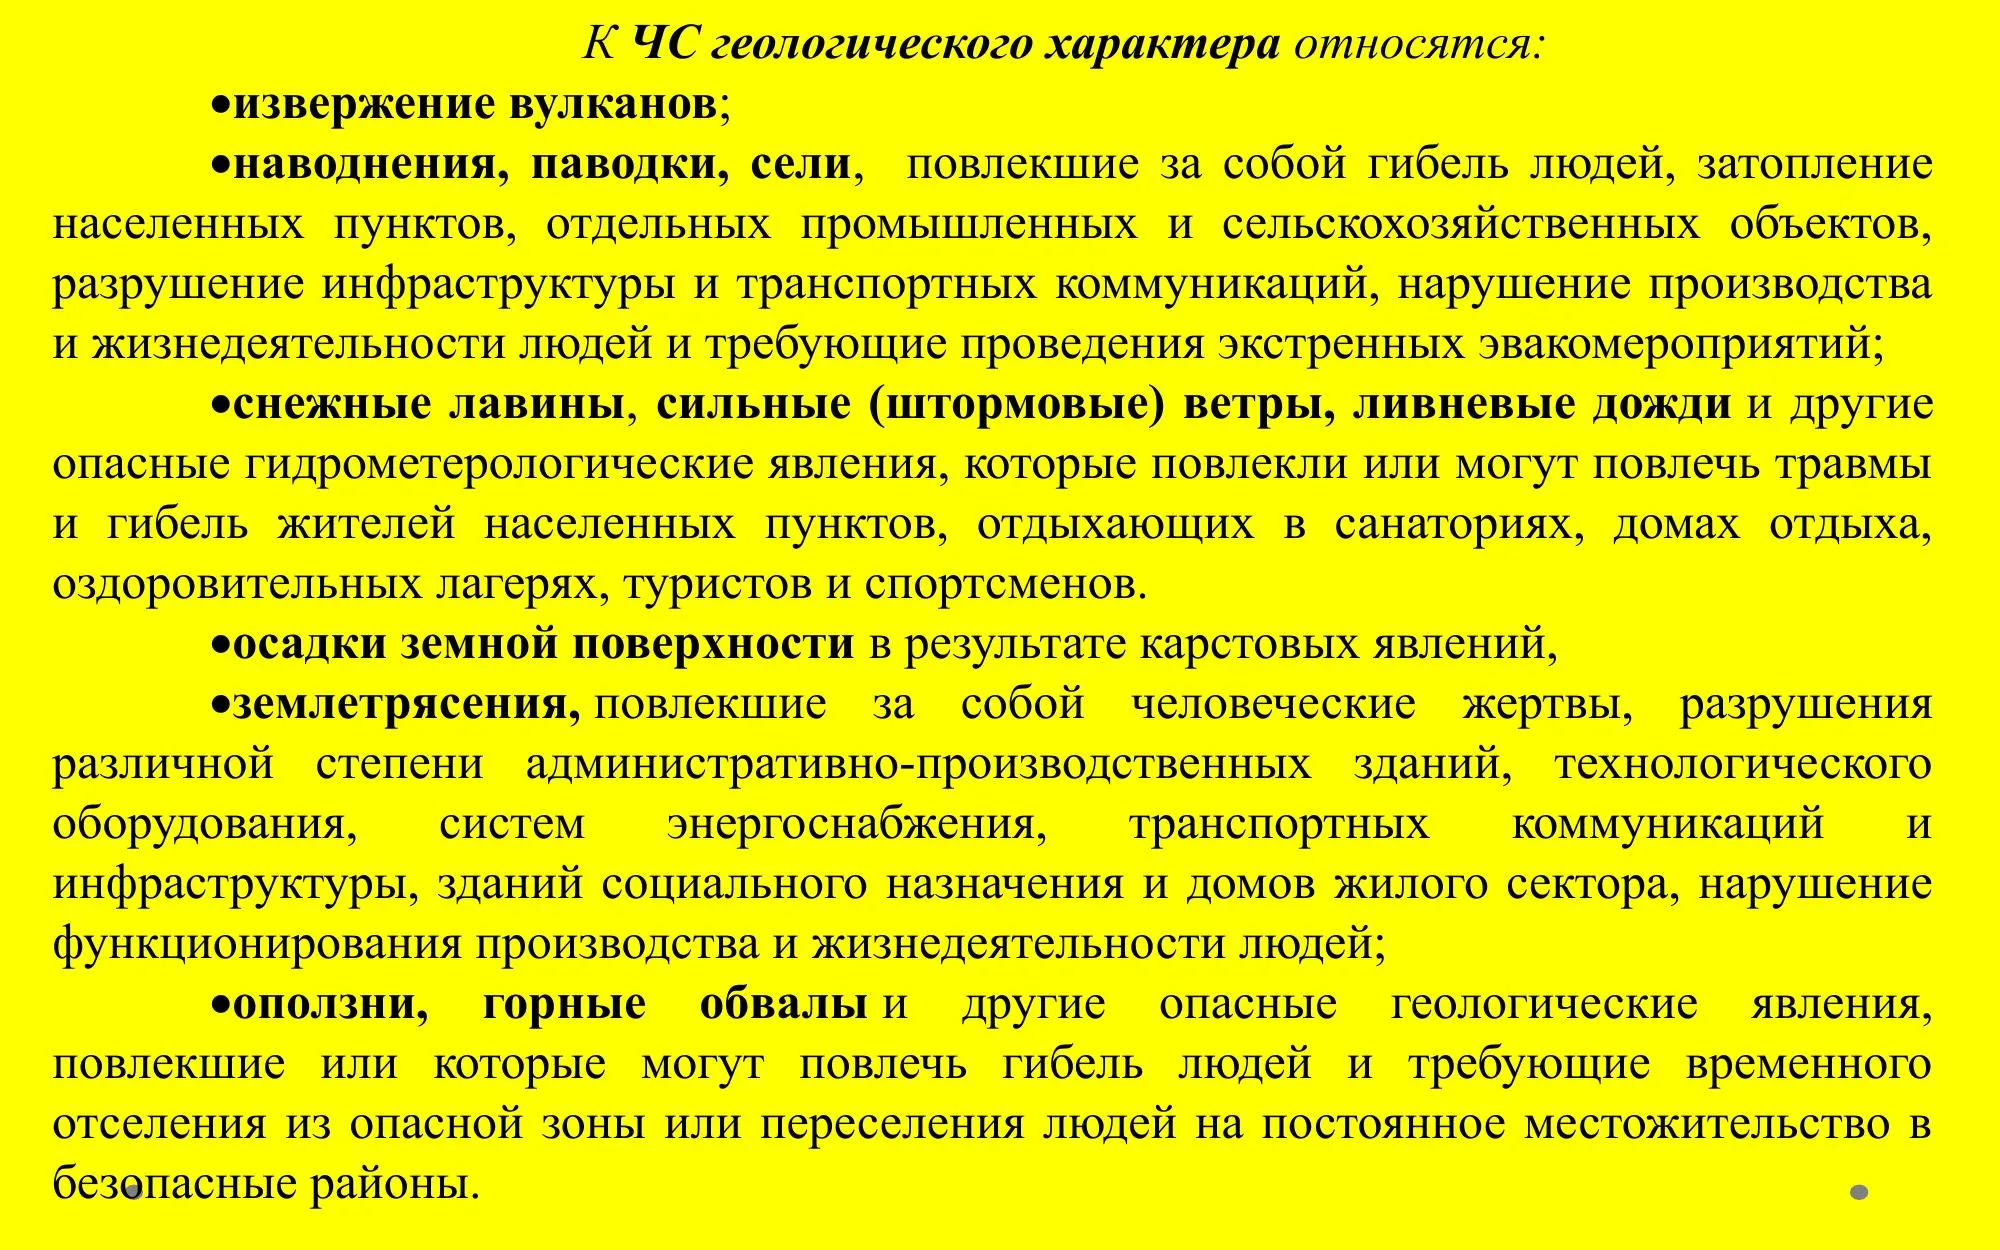 К ЧС геологического характера относятся:
•извержение вулканов;
•наводнения, паводки, сели, повлекшие за собой гибель людей, затопление
населенных пунктов, отдельных промышленных и сельскохозяйственных объектов,
разрушение инфраструктуры и транспортных коммуникаций, нарушение производства
и жизнедеятельности людей и требующие проведения экстренных эвакомероприятий;
•снежные лавины, сильные (штормовые) ветры, ливневые дожди и другие
опасные гидрометерологические явления, которые повлекли или могут повлечь травмы
и гибель жителей населенных пунктов, отдыхающих в санаториях, домах отдыха,
оздоровительных лагерях, туристов и спортсменов.
•осадки земной поверхности в результате карстовых явлений,
•землетрясения, повлекшие за собой человеческие жертвы, разрушения
различной степени административно-производственных зданий, технологического
оборудования, систем энергоснабжения, транспортных коммуникаций и
инфраструктуры, зданий социального назначения и домов жилого сектора, нарушение
функционирования производства и жизнедеятельности людей;
•оползни, горные обвалы и другие опасные геологические явления,
повлекшие или которые могут повлечь гибель людей и требующие временного
отселения из опасной зоны или переселения людей на постоянное местожительство в
безопасные районы.